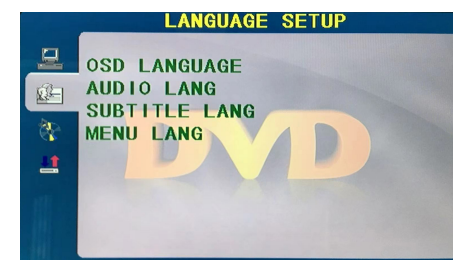 LANGUAGE SETUP
OSD LANGUAGE
AUDIO LANG
SUBTITLE LANG
MENU LANG
DVD